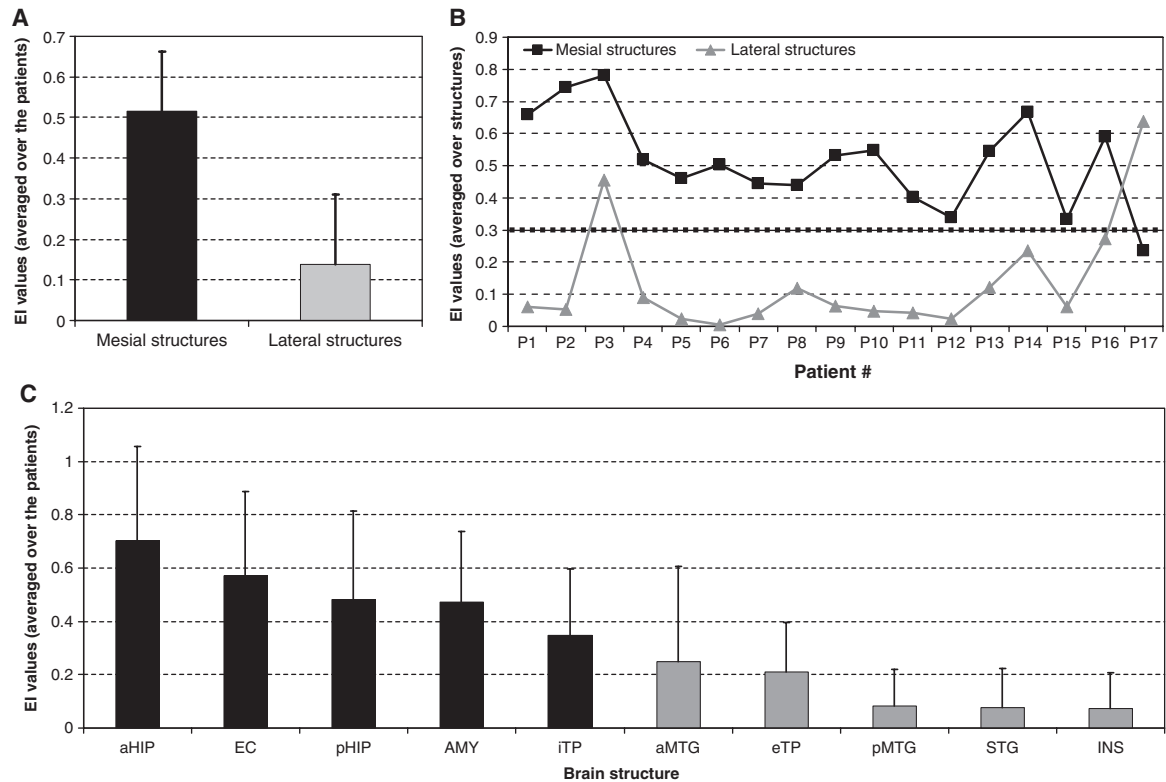 A
EI values (averaged over the patients)
0.7
0.6
0.5
0.4
0.3
0.2
0.1
0
Mesial structures Lateral structures
B
EI values (averaged over structures)
Mesial structures Lateral structures
0.9
0.8
0.7
0.6
0.5
0.4
0.3
0.2
0.1
0
P1 P2 P3 P4 P5 P6 P7 P8 P9 P10 P11 P12 P13 P14 P15 P16 P17
Patient #
C
EI values (averaged over the patients)
1.2
1
0.8
0.6
0.4
0.2
0
aHIP EC pHIP AMY iTP aMTG eTP pMTG STG INS
Brain structure